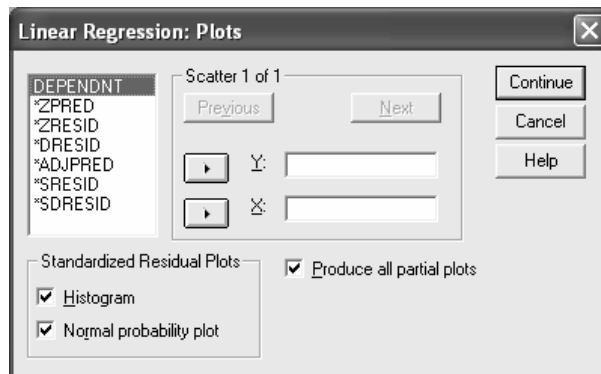 Linear Regression: Plots
DEPENDNT
*ZPRED
*ZRESID
*DRESID
*ADJPRED
*SRESID
*SDRESID
Scatter 1 of 1
Previous
Next
Y:
X:
Continue
Cancel
Help
Standardized Residual Plots
Histogram
Normal probability plot
Produce all partial plots